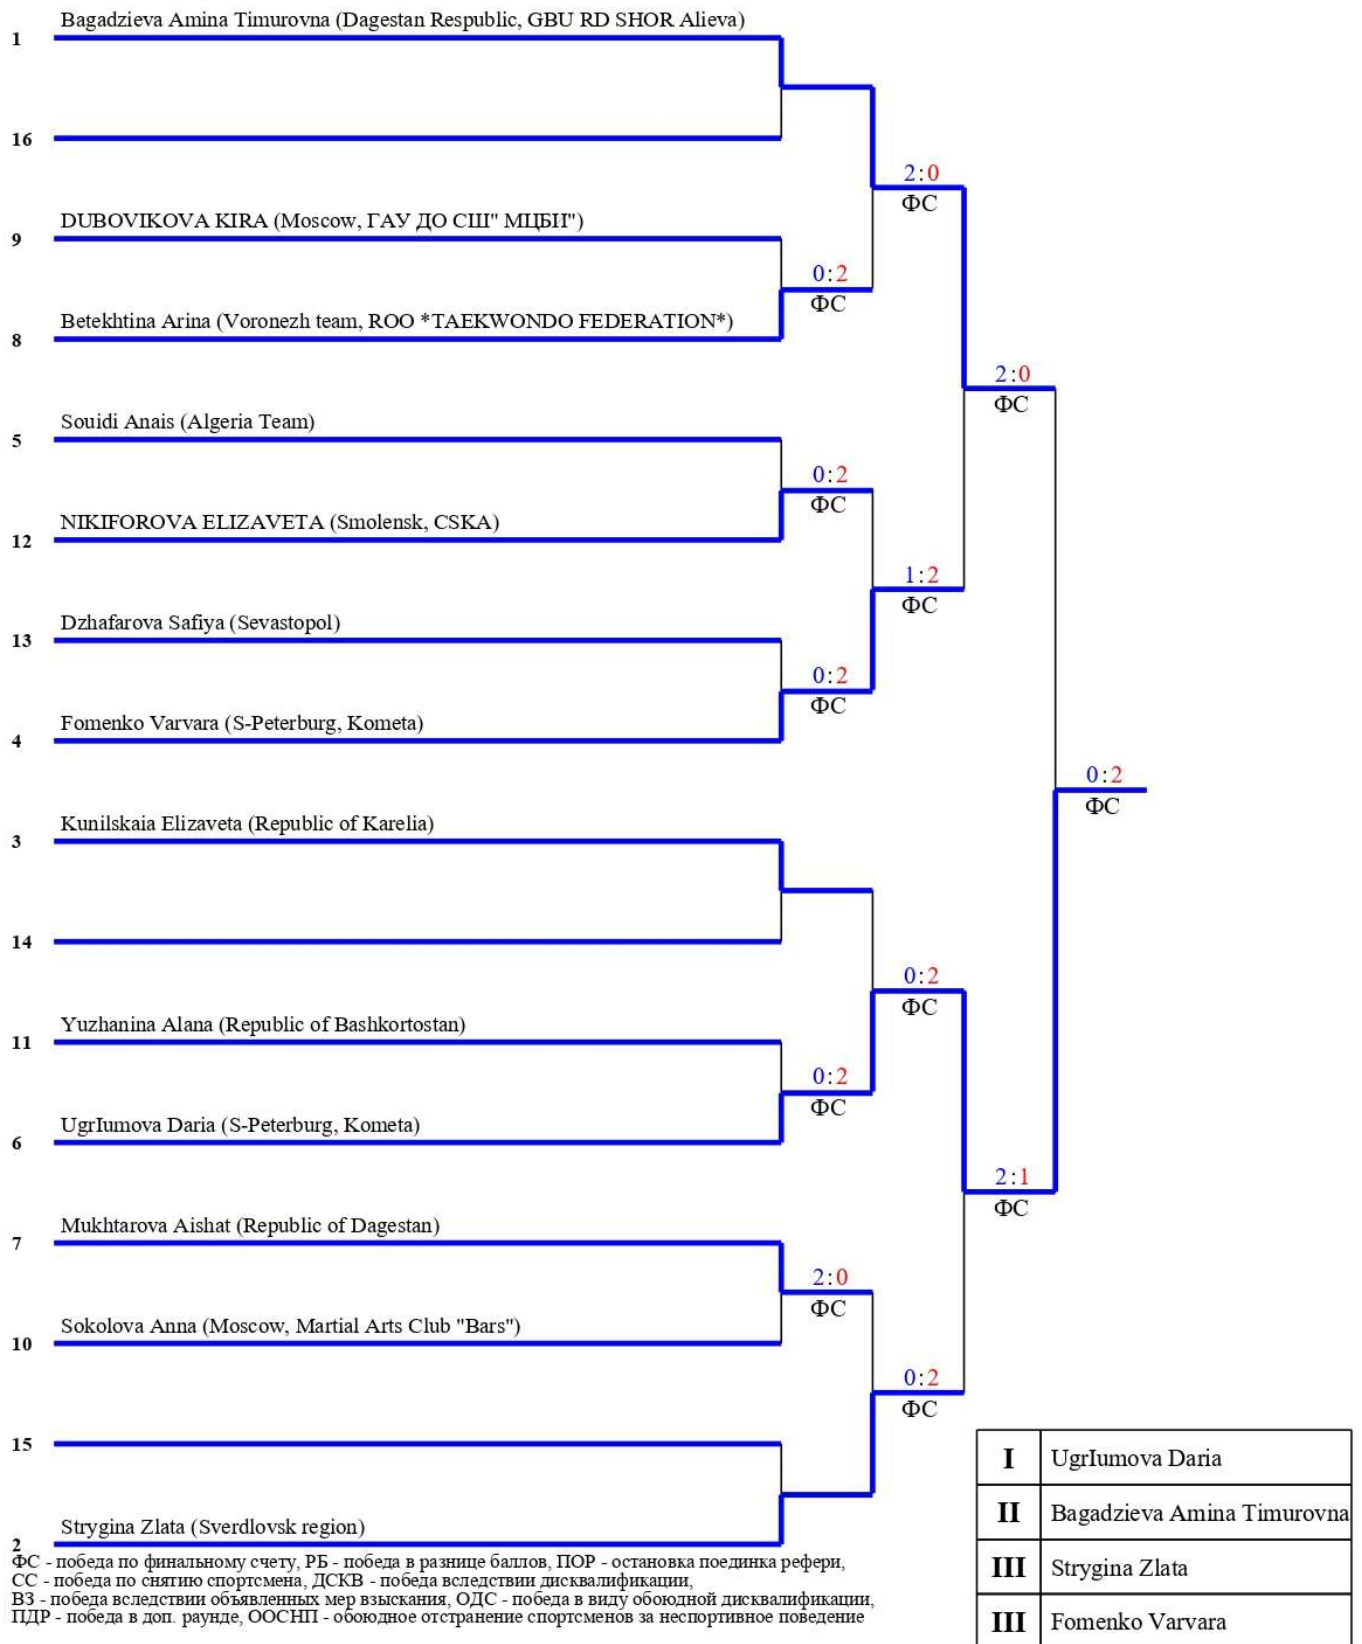 Bagadzieva Amina Timurovna (Dagestan Respublic, GBU RD SHOR Alieva)
1
16
2:0
ФС
DUBOVIKOVA KIRA (Moscow, ГАУ ДО СШ" МЦБИ")
9
0:2
ФС
Betekhtina Arina (Voronezh team, ROO *TAEKWONDO FEDERATION*)
8
2:0
ФС
Souidi Anais (Algeria Team)
5
0:2
ФС
NIKIFOROVA ELIZAVETA (Smolensk, CSKA)
12
1:2
ФС
Dzhafarova Safiya (Sevastopol)
13
0:2
ФС
Fomenko Varvara (S-Peterburg, Kometa)
4
0:2
ФС
Kunilskaia Elizaveta (Republic of Karelia)
3
14
0:2
ФС
Yuzhanina Alana (Republic of Bashkortostan)
11
0:2
ФС
UgrIumova Daria (S-Peterburg, Kometa)
6
2:1
ФС
Mukhtarova Aishat (Republic of Dagestan)
7
2:0
ФС
Sokolova Anna (Moscow, Martial Arts Club "Bars")
10
0:2
ФС
15
Strygina Zlata (Sverdlovsk region)
2
I UgrIumova Daria
II Bagadzieva Amina Timurovna
III Strygina Zlata
III Fomenko Varvara
ФС - победа по финальному счету, РБ - победа в разнице баллов, ПОР - остановка поединка рефери,
СС - победа по снятию спортсмена, ДСКВ - победа вследствии дисквалификации,
ВЗ - победа вследствии объявленных мер взыскания, ОДС - победа в виду обоюдной дисквалификации,
ПДР - победа в доп. раунде, ООСНП - обоюдное отстранение спортсменов за неспортивное поведение